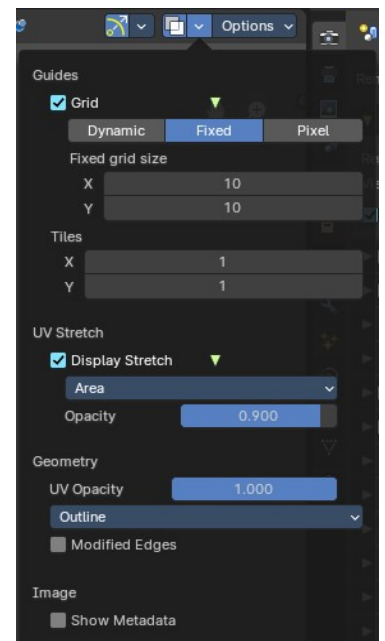 Options
Guides
Grid
Dynamic Fixed Pixel
Fixed grid size
X 10
Y 10
Tiles
X 1
Y 1
UV Stretch
Display Stretch
Area
Opacity 0.900
Geometry
UV Opacity 1.000
Outline
Modified Edges
Image
Show Metadata